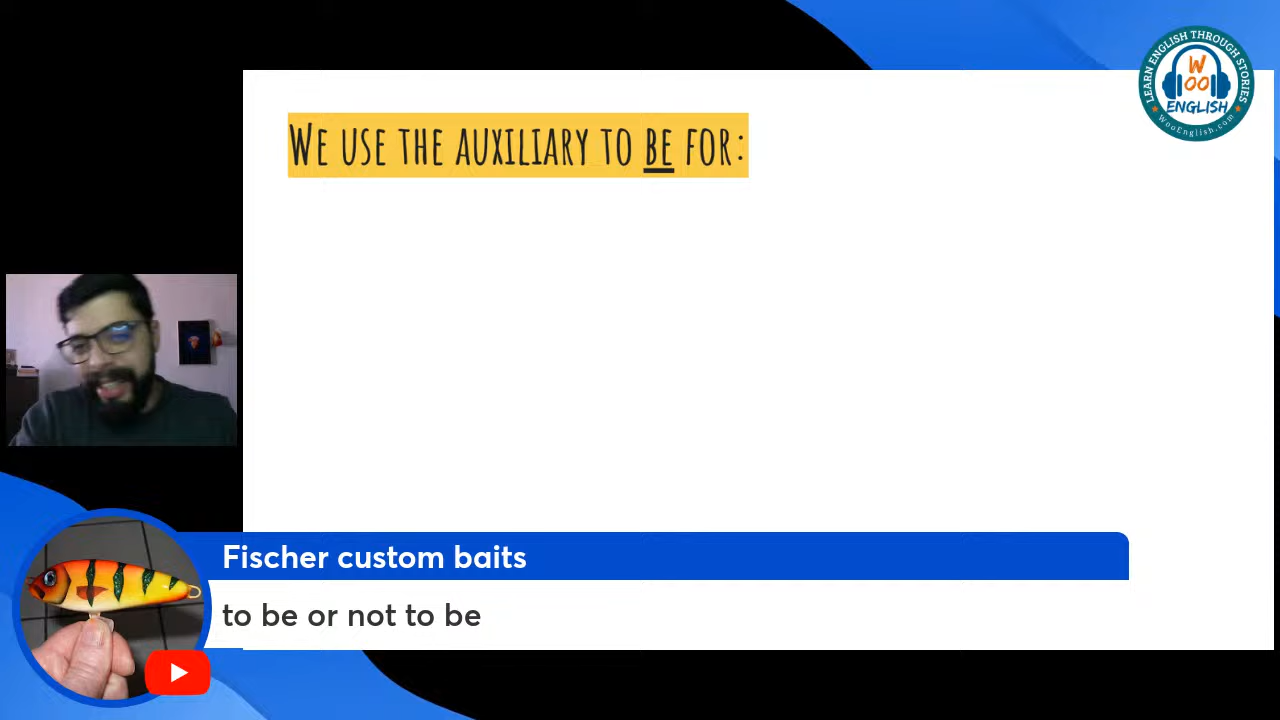 We use the auxiliary to be for:
LEARN ENGLISH THROUGH STORIES
WOO
ENGLISH
WooEnglish.com
Fischer custom baits
to be or not to be